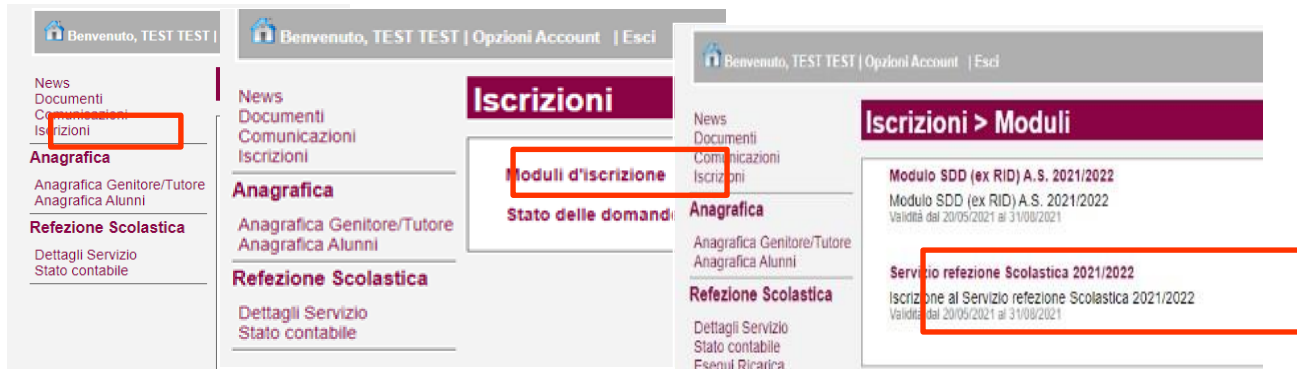 Benvenuto, TEST TEST |
News
Documenti
Comunicazioni
Iscrizioni
Anagrafica
Anagrafica Genitore/Tutore
Anagrafica Alunni
Refezione Scolastica
Dettagli Servizio
Stato contabile
Benvenuto, TEST TEST | Opzioni Account | Esci
News
Documenti
Comunicazioni
Iscrizioni
Anagrafica
Anagrafica Genitore/Tutore
Anagrafica Alunni
Refezione Scolastica
Dettagli Servizio
Stato contabile
Iscrizioni
Moduli d'iscrizione
Stato delle domand
Benvenuto, TEST TEST | Opzioni Account | Esci
News
Documenti
Comunicazioni
Iscrizioni
Anagrafica
Anagrafica Genitore/Tutore
Anagrafica Alunni
Refezione Scolastica
Dettagli Servizio
Stato contabile
Esegui Ricarica
Iscrizioni > Moduli
Modulo SDD (ex RID) A.S. 2021/2022
Modulo SDD (ex RID) A.S. 2021/2022
Validità dal 20/05/2021 al 31/08/2021
Servizio refezione Scolastica 2021/2022
Iscrizione al Servizio refezione Scolastica 2021/2022
Validità dal 20/05/2021 al 31/08/2021